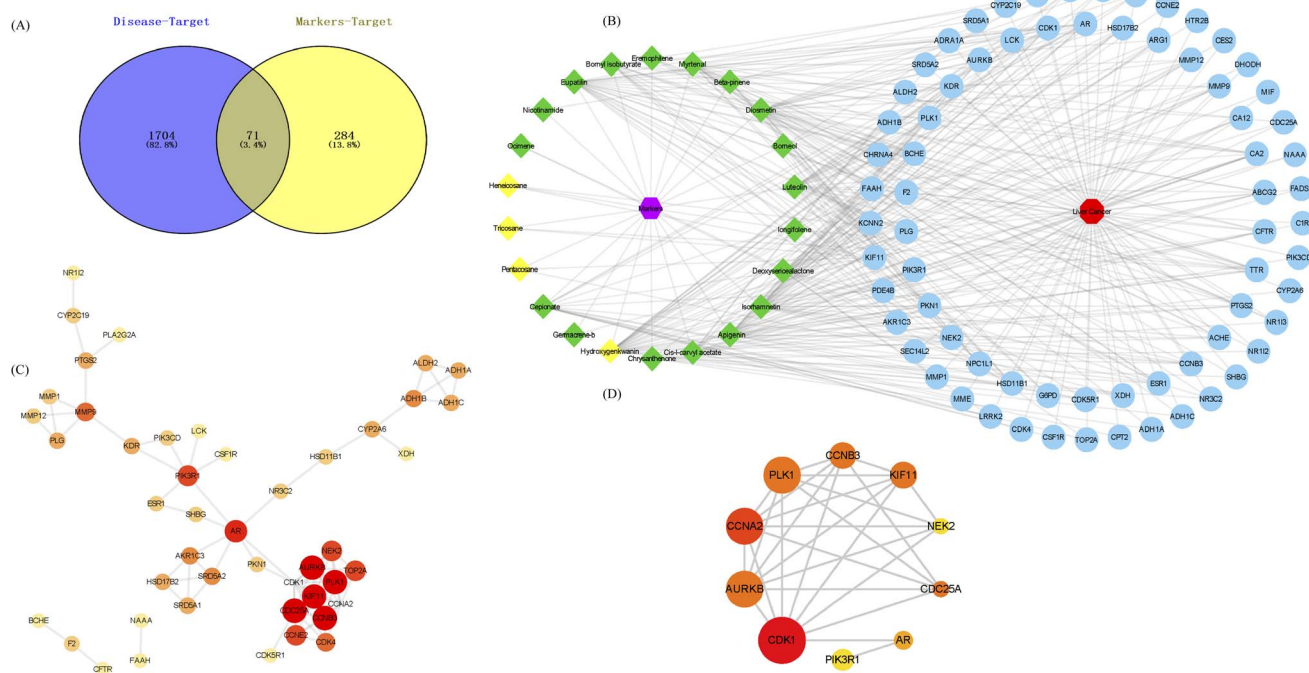 (A)
Disease-Target
Markers-Target
1704
(82.8%)
71
(3.4%)
284
(13.8%)
(B)
Eremophilene
Bornyl isobutyrate
Myrtenal
Eupatilin
Beta-pinene
Nicotinamide
Diosmetin
Ocimene
Borneol
Heneicosane
Luteolin
Tricosane
Markers
longifolene
Pentacosane
Deoxysericealactone
Cepionate
Isorhamnetin
Germacrene-b
Apigenin
Hydroxygenkwanin
Cis-l-carvyl acetate
Chrysanthenone
CYP2C19
CCNE2
SRD5A1
CDK1
AR
HSD17B2
HTR2B
ADRA1A
LCK
ARG1
CES2
SRD5A2
AURKB
MMP12
DHODH
ALDH2
KDR
MMP9
MIF
ADH1B
PLK1
CA12
CDC25A
CHRNA4
BCHE
CA2
NAAA
FAAH
F2
ABCG2
FADS
KCNN2
PLG
Liver Cancer
CFTR
C1R
KIF11
PIK3R1
TTR
PIK3CD
PDE4B
PKN1
PTGS2
CYP2A6
AKR1C3
NEK2
ACHE
NR1I3
SEC14L2
NPC1L1
CCNB3
NR1I2
MMP1
HSD11B1
ESR1
SHBG
MME
G6PD
CDK5R1
XDH
NR3C2
LRRK2
ADH1C
CDK4
CSF1R
TOP2A
CPT2
ADH1A
(C)
NR1I2
CYP2C19
PLA2G2A
PTGS2
ALDH2
ADH1A
MMP1
MMP9
ADH1B
ADH1C
MMP12
PLG
KDR
PIK3CD
LCK
CYP2A6
PIK3R1
CSF1R
HSD11B1
XDH
ESR1
NR3C2
SHBG
AR
AKR1C3
NEK2
HSD17B2
SRD5A2
PKN1
AURKB
TOP2A
CDK1
PLK1
SRD5A1
KIF11
CCNA2
CDC25A
CCNB3
BCHE
NAAA
CCNE2
CDK4
F2
CDK5R1
CFTR
FAAH
(D)
CCNB3
PLK1
KIF11
CCNA2
NEK2
AURKB
CDC25A
CDK1
AR
PIK3R1